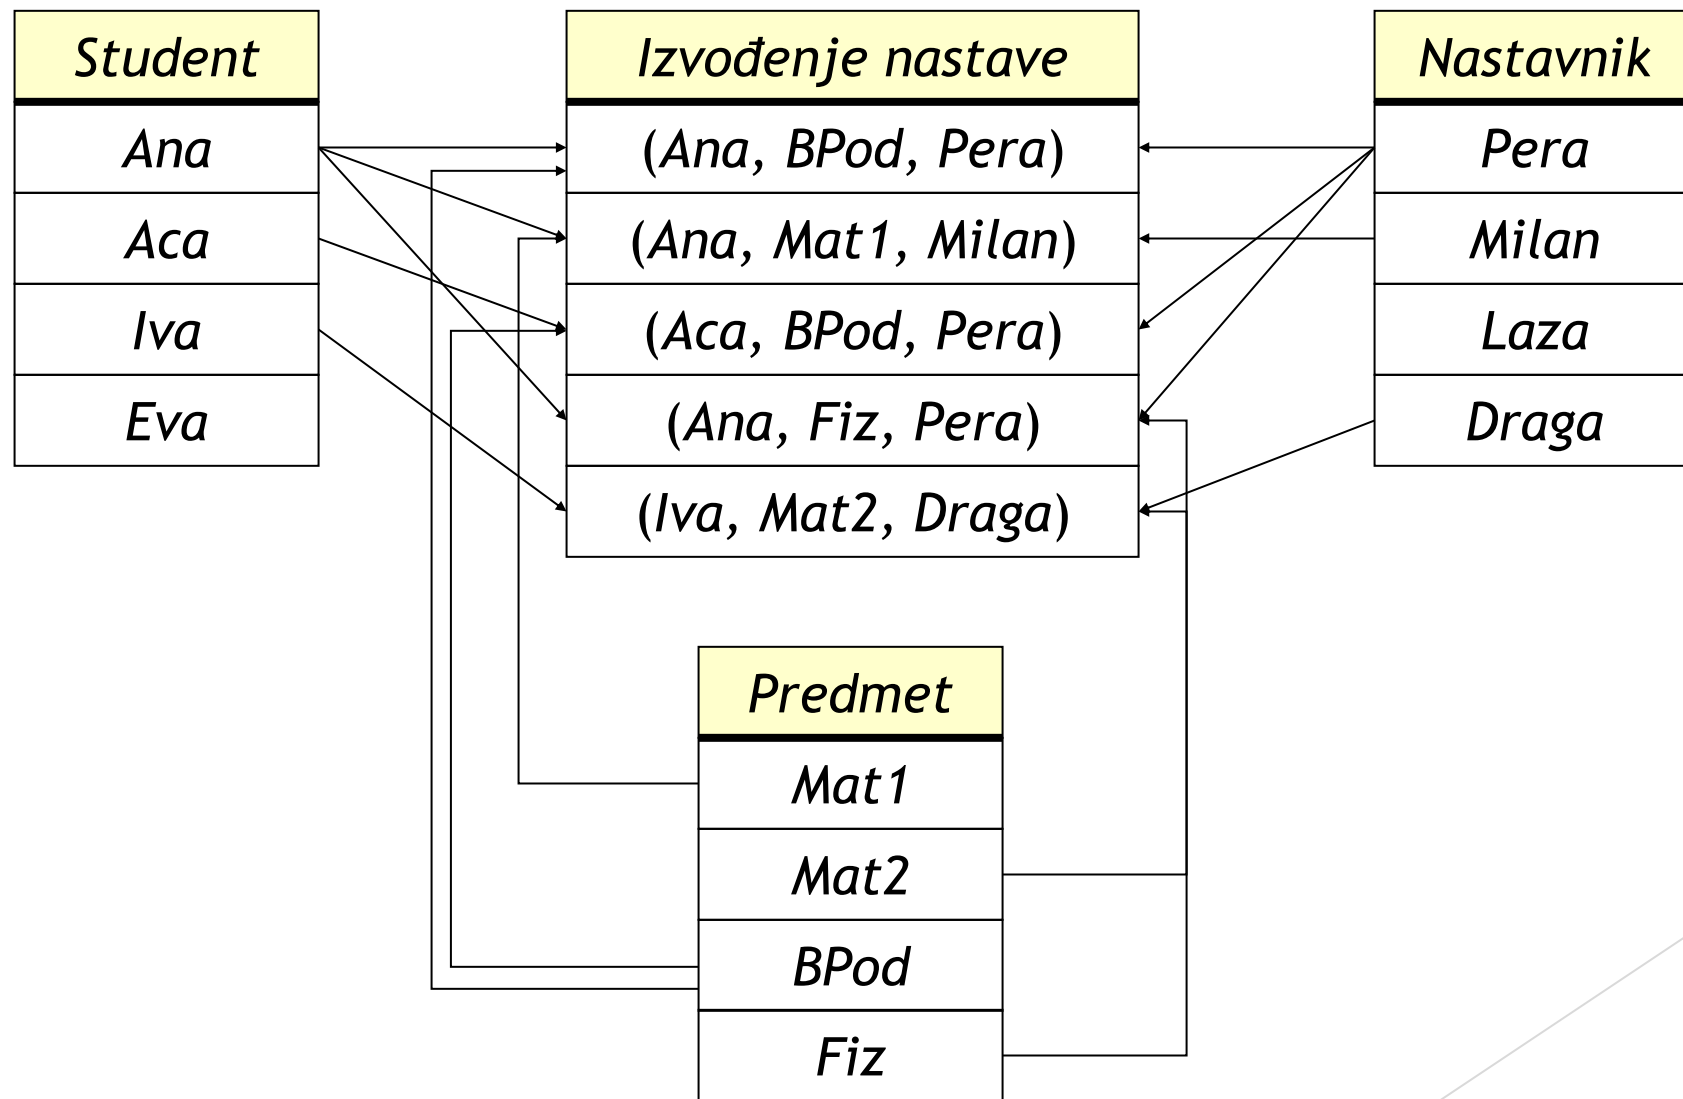 Student
Ana
Aca
Iva
Eva
Izvođenje nastave
(Ana, BPod, Pera)
(Ana, Mat1, Milan)
(Aca, BPod, Pera)
(Ana, Fiz, Pera)
(Iva, Mat2, Draga)
Nastavnik
Pera
Milan
Laza
Draga
Predmet
Mat1
Mat2
BPod
Fiz